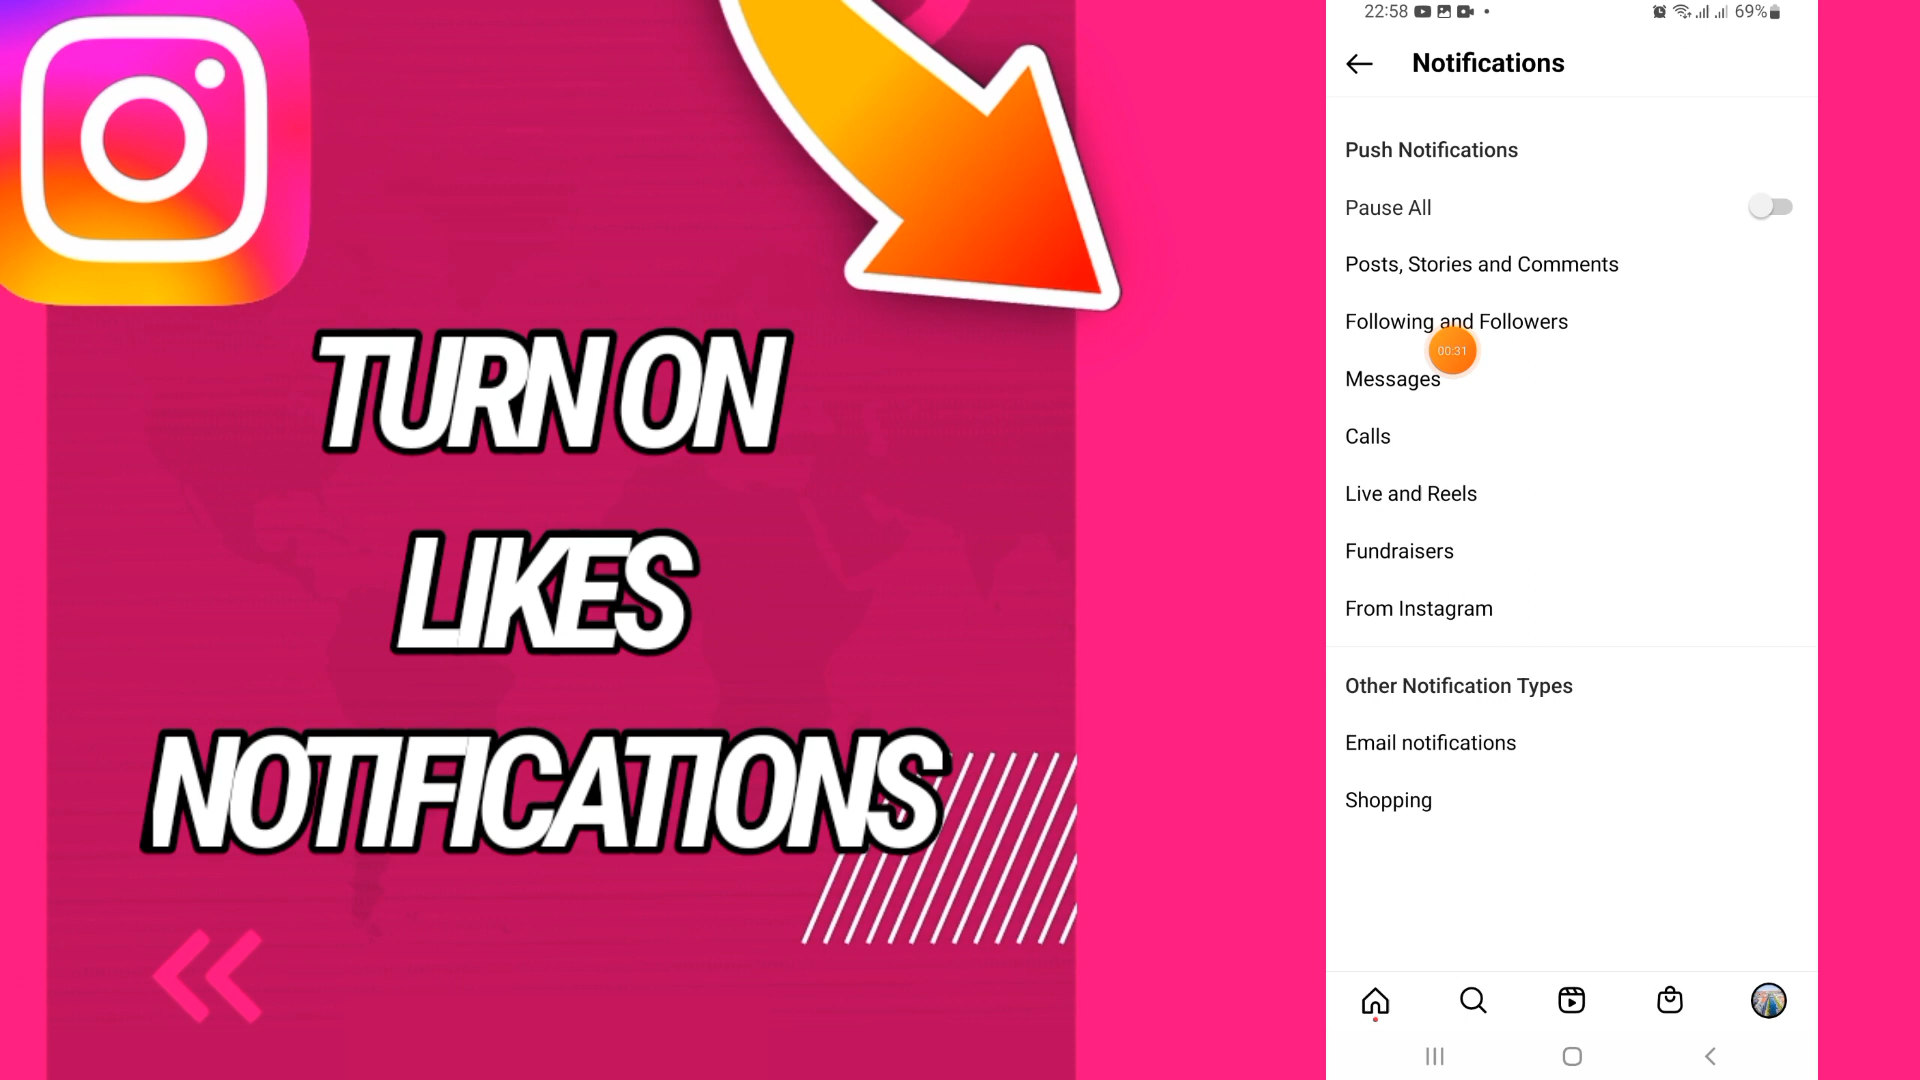 TURN ON
LIKES
NOTIFICATIONS
22:58
69%
Notifications
Push Notifications
Pause All
Posts, Stories and Comments
Following and Followers
00:31
Messages
Calls
Live and Reels
Fundraisers
From Instagram
Other Notification Types
Email notifications
Shopping